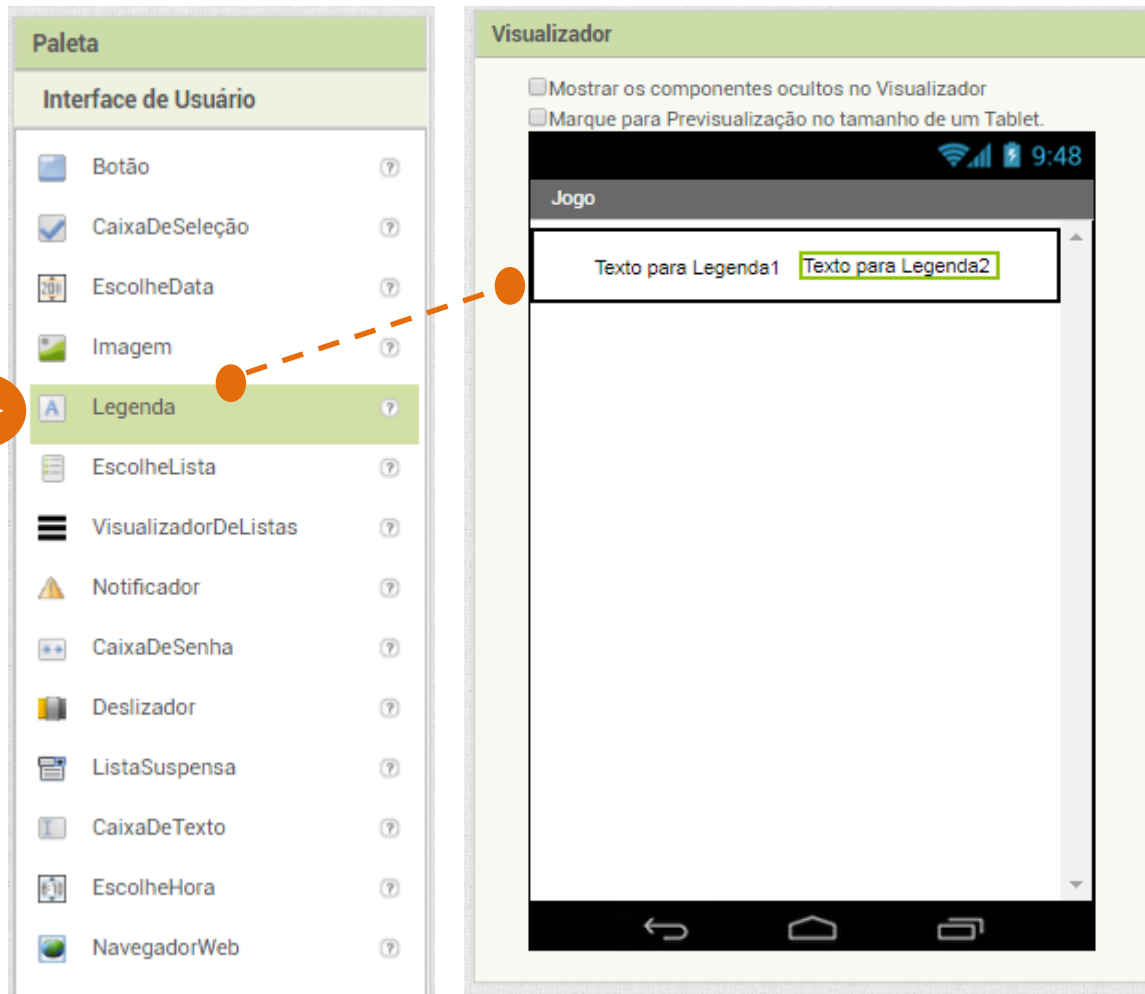 Paleta
Interface de Usuário
Botão
CaixaDeSeleção
EscolheData
Imagem
Legenda
EscolheLista
VisualizadorDeListas
Notificador
CaixaDeSenha
Deslizador
ListaSuspensa
CaixaDeTexto
EscolheHora
NavegadorWeb
Visualizador
Mostrar os componentes ocultos no Visualizador
Marque para Previsualização no tamanho de um Tablet.
9:48
Jogo
Texto para Legenda1 Texto para Legenda2